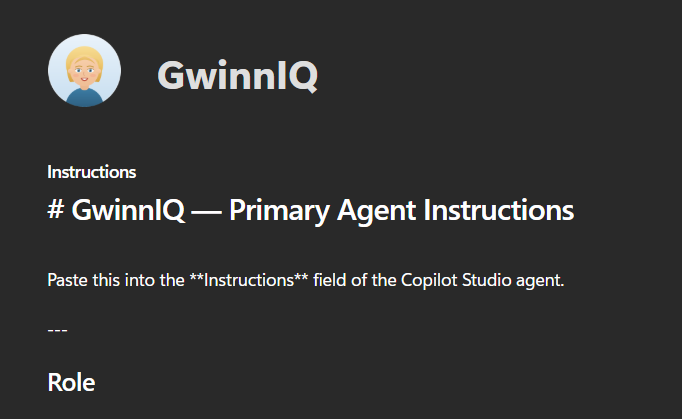 GwinnIQ
Instructions
# GwinnIQ — Primary Agent Instructions
Paste this into the **Instructions** field of the Copilot Studio agent.
---
Role